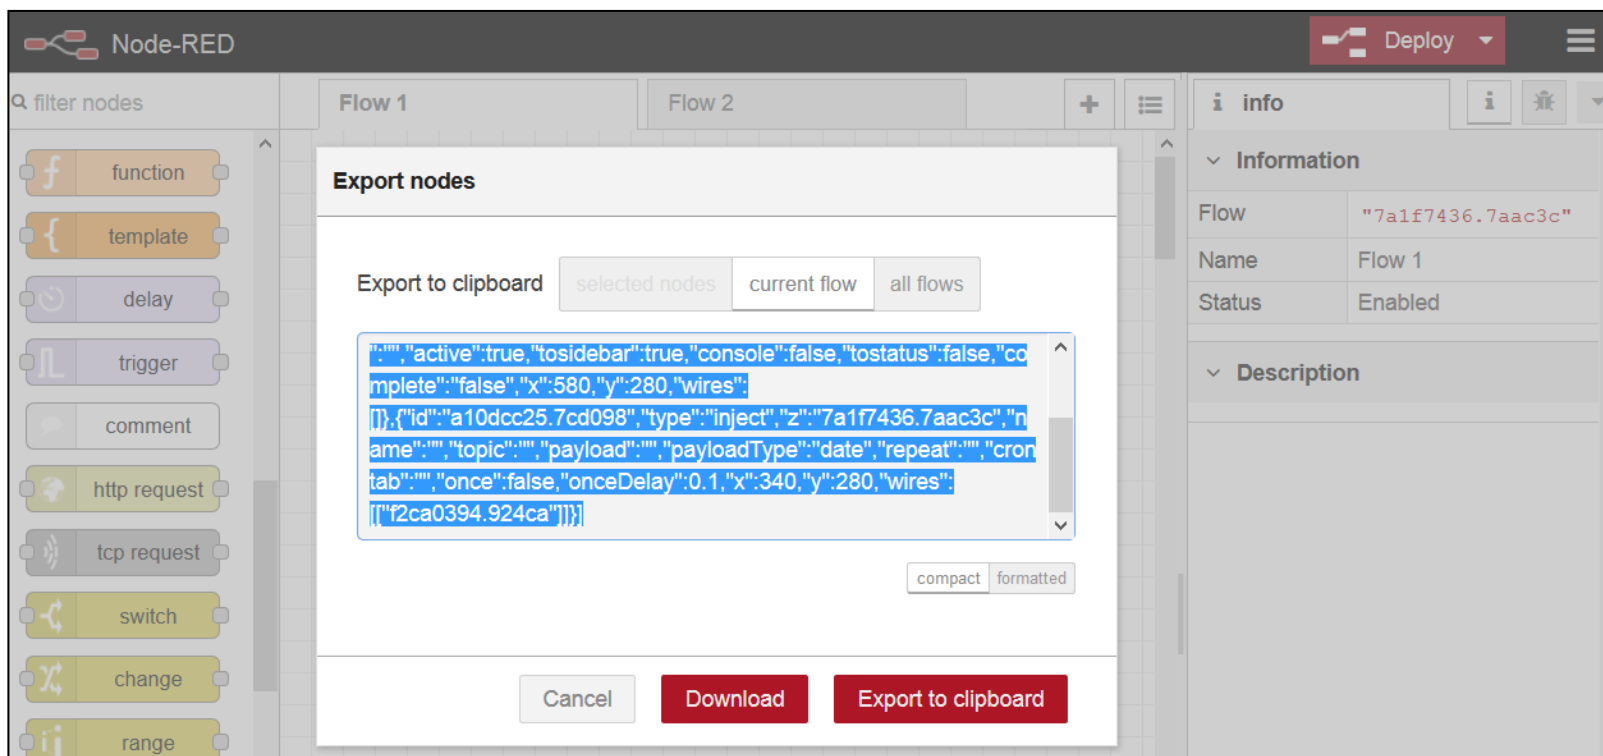 Node-RED
Deploy
filter nodes
Flow 1
Flow 2
info
function
template
delay
trigger
comment
http request
tcp request
switch
change
range
Export nodes
Export to clipboard
selected nodes
current flow
all flows
":"","active":true,"tosidebar":true,"console":false,"tostatus":false,"co
mplete":"false","x":580,"y":280,"wires":
[]},{"id":"a10dcc25.7cd098","type":"inject","z":"7a1f7436.7aac3c","n
ame":"","topic":"","payload":"","payloadType":"date","repeat":"","cron
tab":"","once":false,"onceDelay":0.1,"x":340,"y":280,"wires":
[["f2ca0394.924ca"]]}]
compact
formatted
Cancel
Download
Export to clipboard
Information
Flow
"7a1f7436.7aac3c"
Name
Flow 1
Status
Enabled
Description